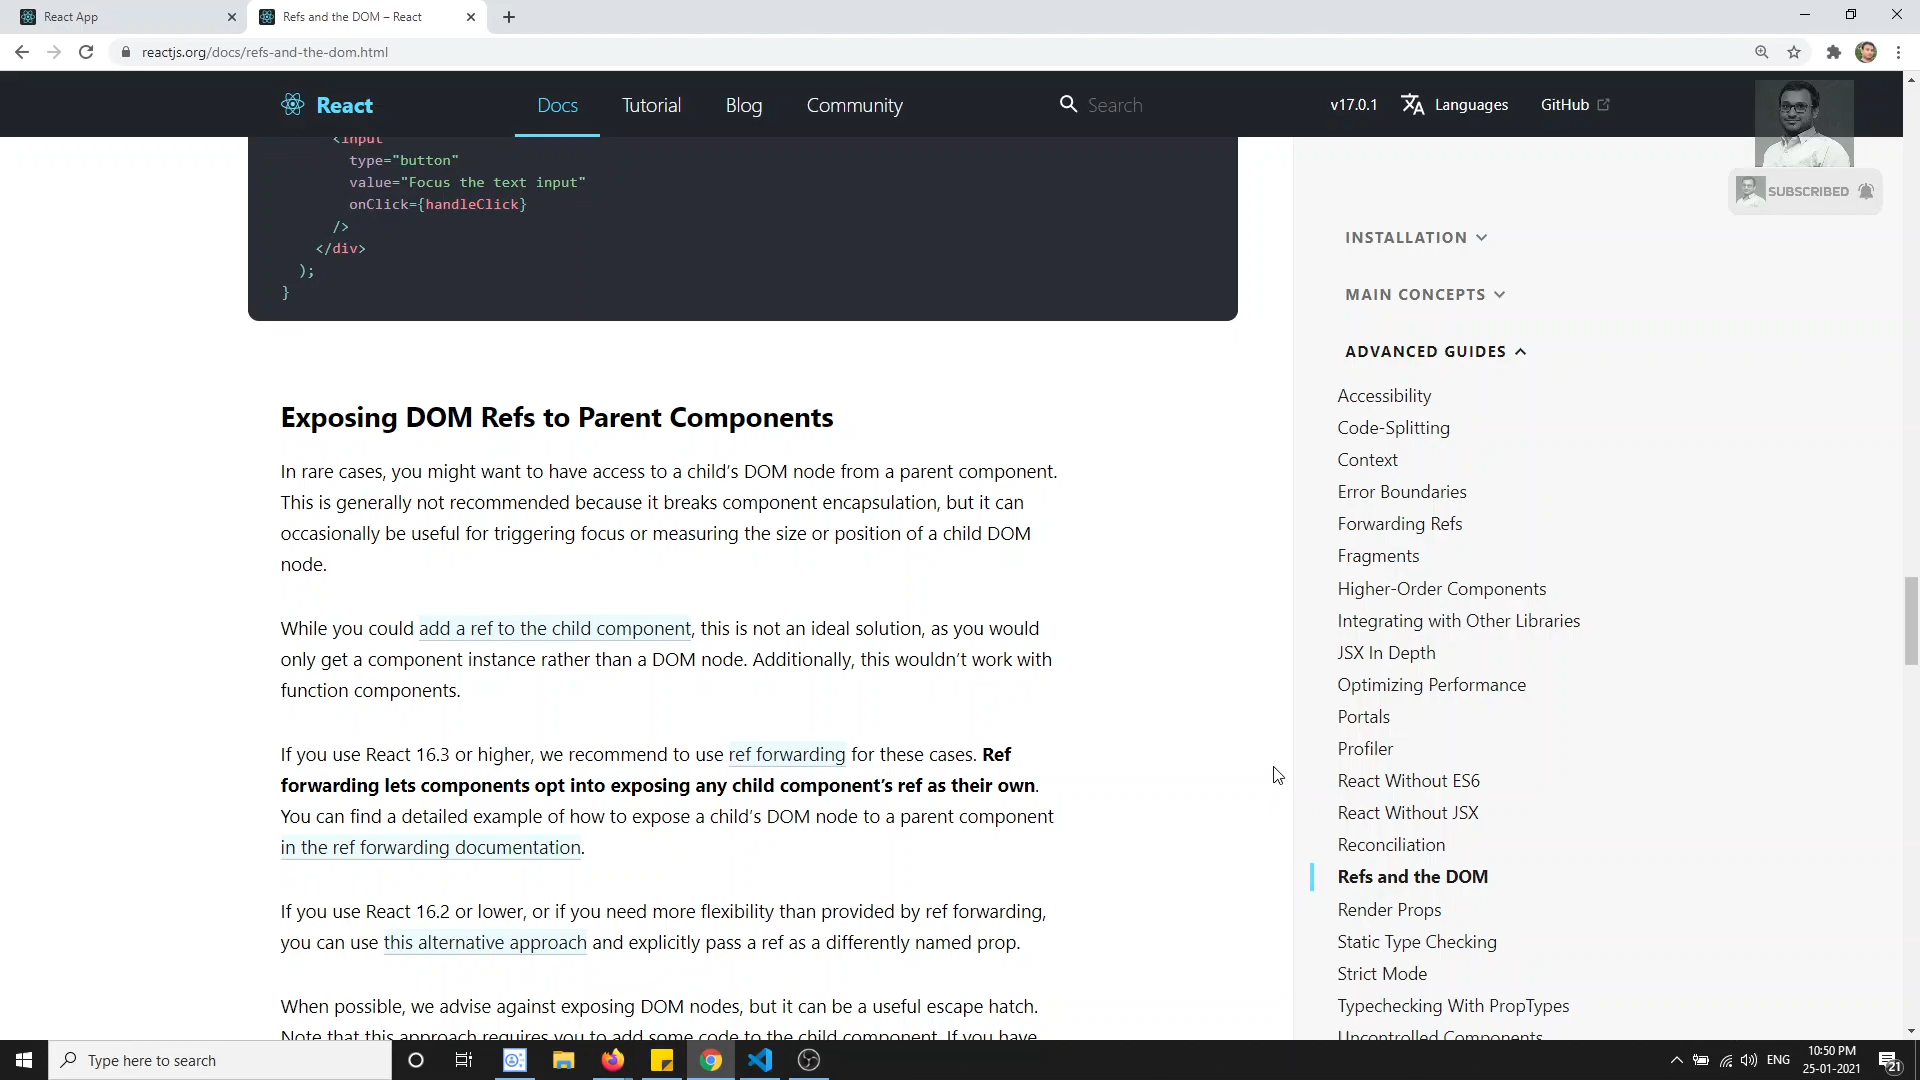 React App
Refs and the DOM – React
reactjs.org/docs/refs-and-the-dom.html
React
Docs
Tutorial
Blog
Community
Search
v17.0.1
Languages
GitHub
SUBSCRIBED
<input
type="button"
value="Focus the text input"
onClick={handleClick}
/>
</div>
);
}
Exposing DOM Refs to Parent Components
In rare cases, you might want to have access to a child’s DOM node from a parent component.
This is generally not recommended because it breaks component encapsulation, but it can
occasionally be useful for triggering focus or measuring the size or position of a child DOM
node.
While you could add a ref to the child component, this is not an ideal solution, as you would
only get a component instance rather than a DOM node. Additionally, this wouldn’t work with
function components.
If you use React 16.3 or higher, we recommend to use ref forwarding for these cases. Ref
forwarding lets components opt into exposing any child component’s ref as their own.
You can find a detailed example of how to expose a child’s DOM node to a parent component
in the ref forwarding documentation.
If you use React 16.2 or lower, or if you need more flexibility than provided by ref forwarding,
you can use this alternative approach and explicitly pass a ref as a differently named prop.
When possible, we advise against exposing DOM nodes, but it can be a useful escape hatch.
Note that this approach requires you to add some code to the child component. If you have
INSTALLATION
MAIN CONCEPTS
ADVANCED GUIDES
Accessibility
Code-Splitting
Context
Error Boundaries
Forwarding Refs
Fragments
Higher-Order Components
Integrating with Other Libraries
JSX In Depth
Optimizing Performance
Portals
Profiler
React Without ES6
React Without JSX
Reconciliation
Refs and the DOM
Render Props
Static Type Checking
Strict Mode
Typechecking With PropTypes
Uncontrolled Components
Type here to search
ENG
10:50 PM
25-01-2021
21